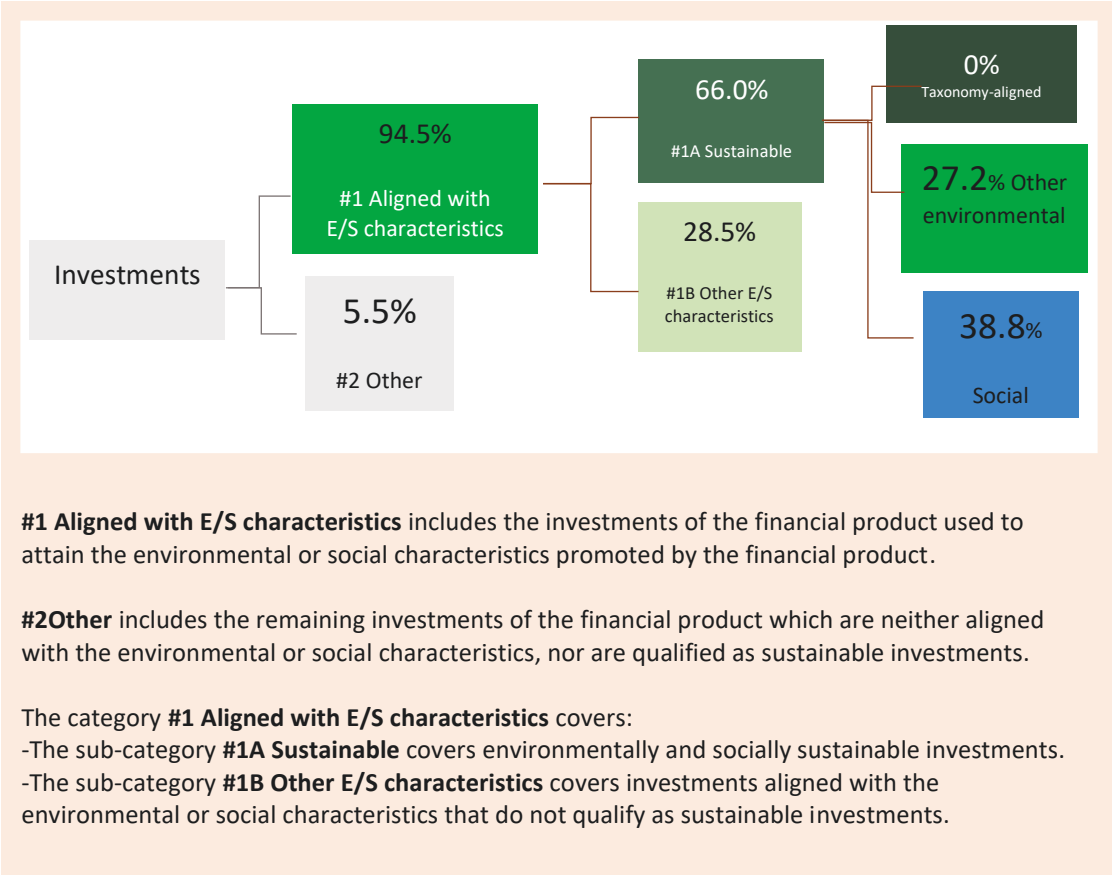 Investments
94.5%
#1 Aligned with
E/S characteristics
5.5%
#2 Other
66.0%
#1A Sustainable
28.5%
#1B Other E/S
characteristics
0%
Taxonomy-aligned
27.2% Other
environmental
38.8%
Social
#1 Aligned with E/S characteristics includes the investments of the financial product used to
attain the environmental or social characteristics promoted by the financial product.
#2Other includes the remaining investments of the financial product which are neither aligned
with the environmental or social characteristics, nor are qualified as sustainable investments.
The category #1 Aligned with E/S characteristics covers:
-The sub-category #1A Sustainable covers environmentally and socially sustainable investments.
-The sub-category #1B Other E/S characteristics covers investments aligned with the
environmental or social characteristics that do not qualify as sustainable investments.